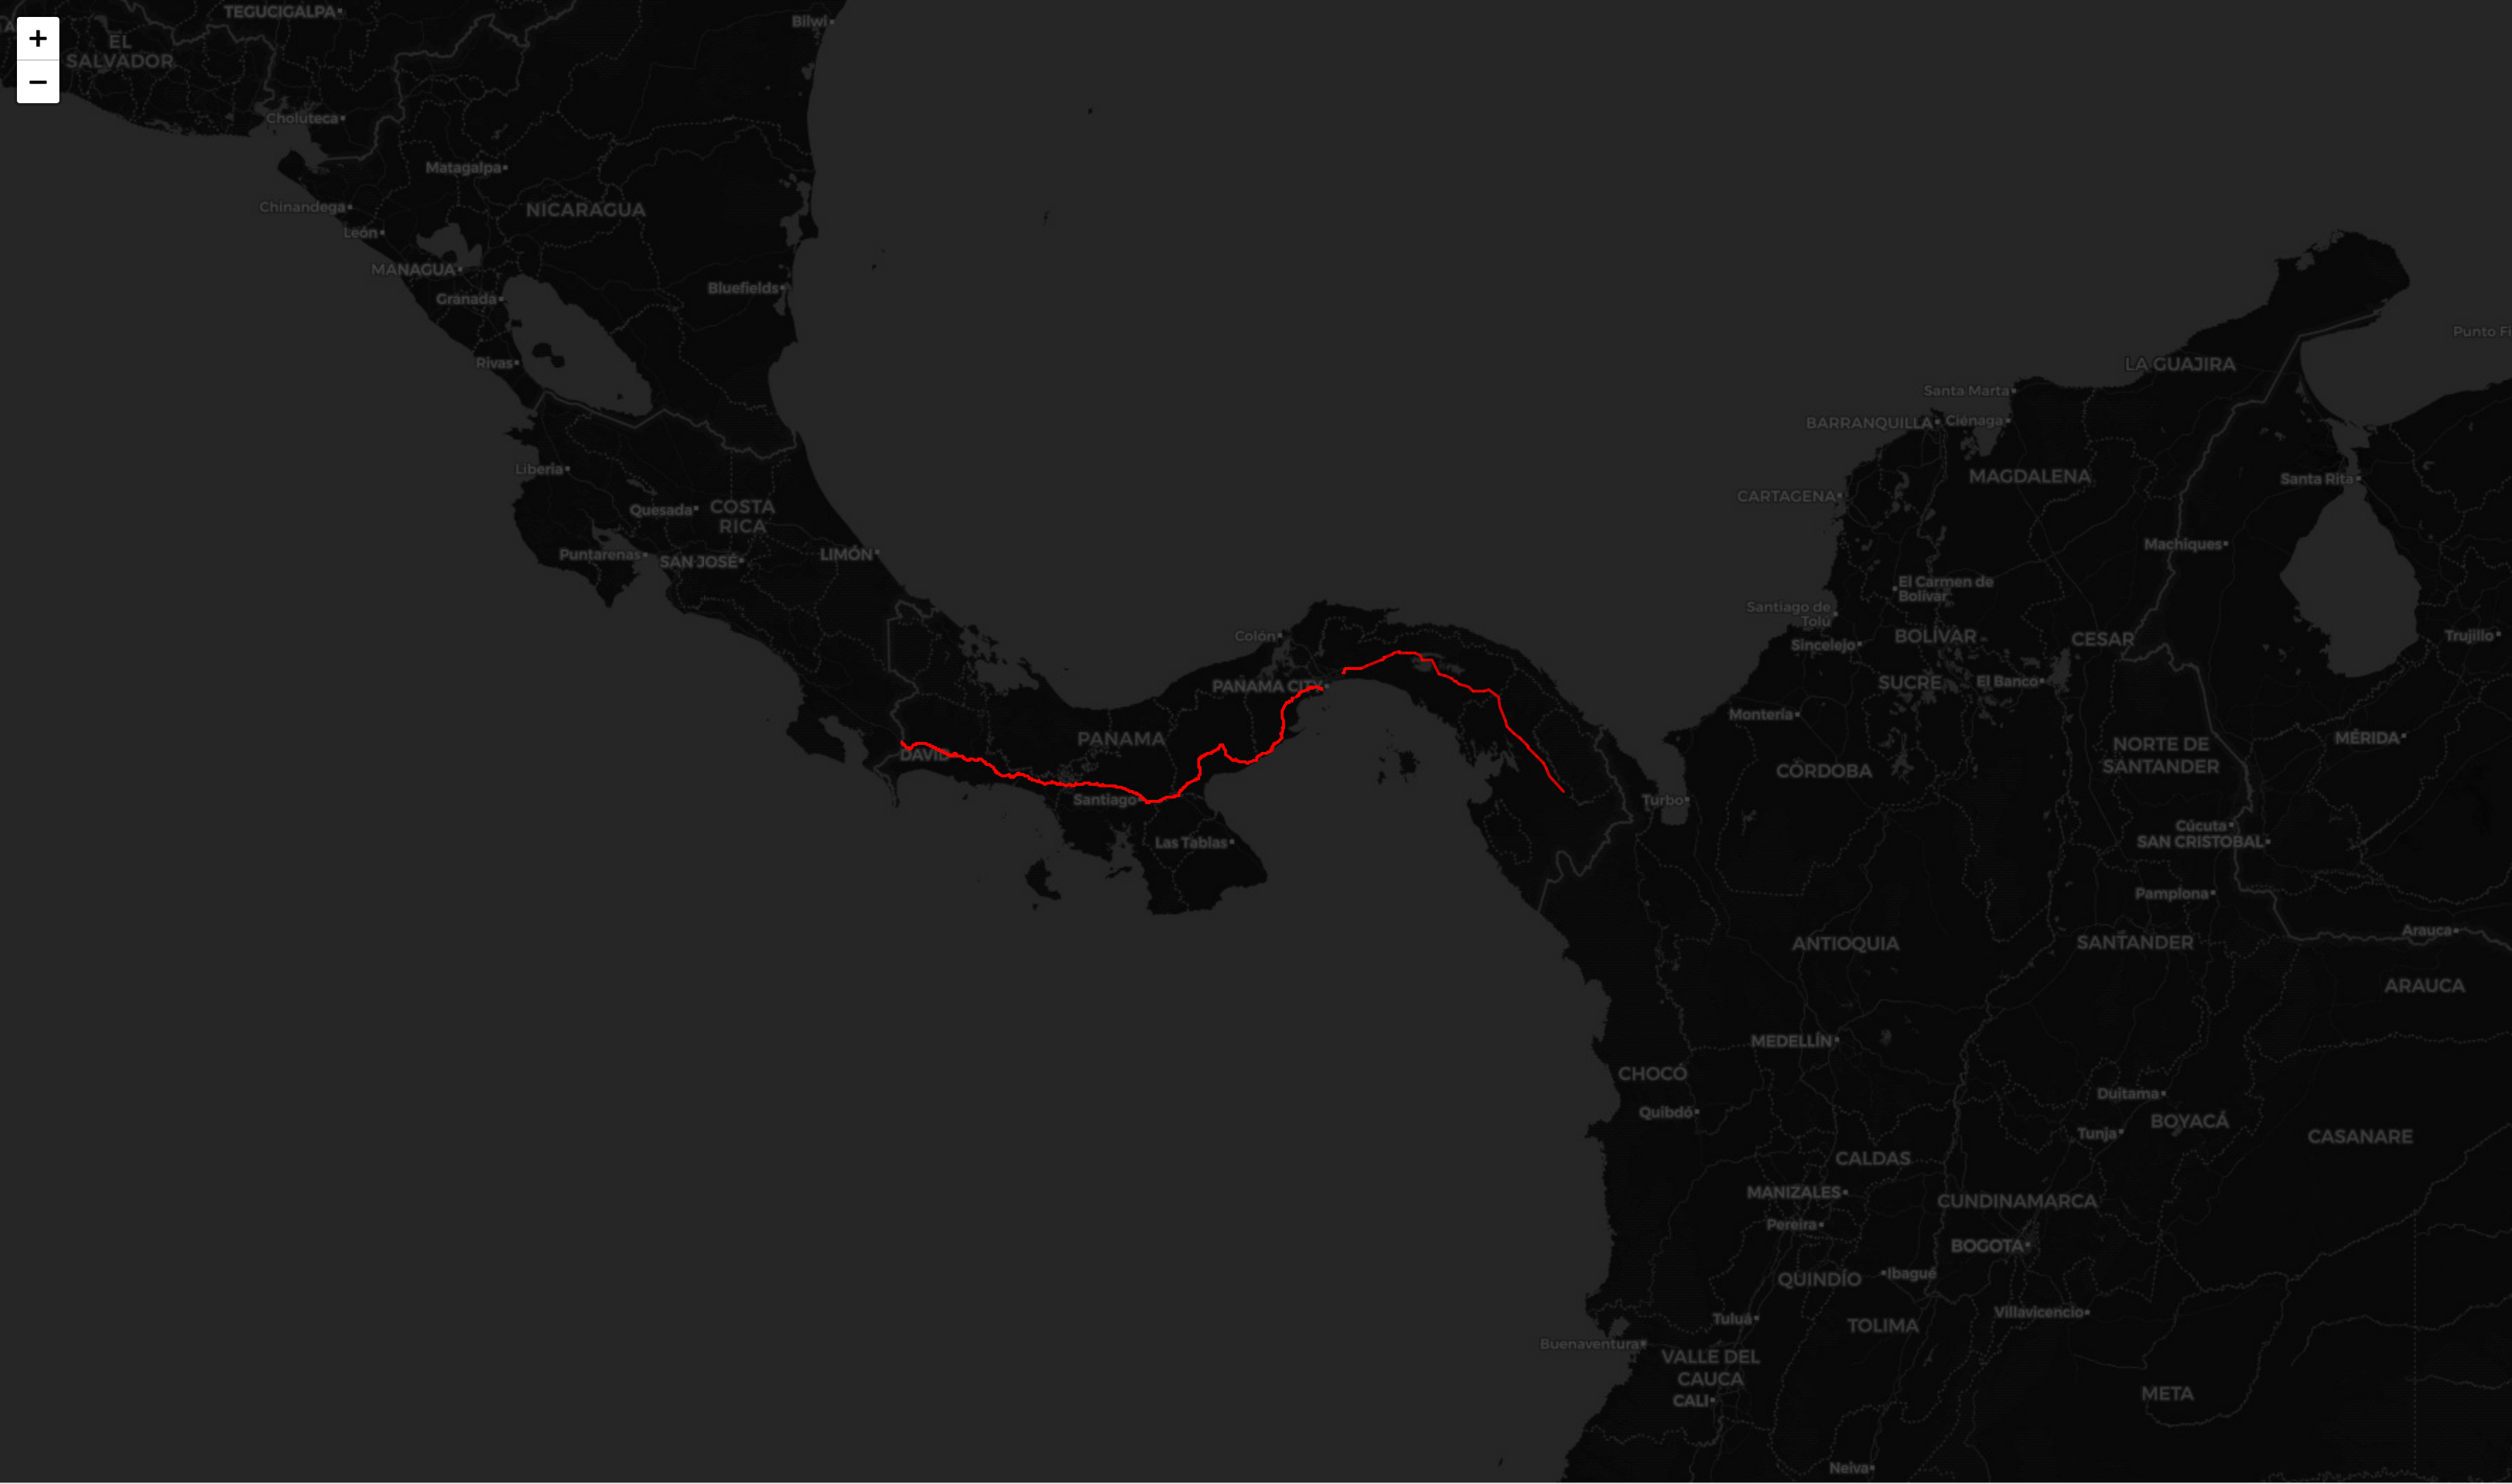 TEGUCIGALPA
Bilwi
+
EL
SALVADOR
−
Choluteca
Matagalpa
Chinandega
NICARAGUA
León
MANAGUA
Bluefields
Granada
Punto Fi
Rivas
LA GUAJIRA
Santa Marta
BARRANQUILLA
Ciénaga
Liberia
MAGDALENA
Santa Rita
CARTAGENA
Quesada
COSTA
RICA
Puntarenas
SAN JOSÉ
LIMÓN
Machiques
El Carmen de
Bolívar
Santiago de
Tolú
Colón
BOLÍVAR
CESAR
Trujillo
Sincelejo
PANAMA CITY
SUCRE
El Banco
Montería
PANAMA
MÉRIDA
NORTE DE
SANTANDER
DAVID
CÓRDOBA
Santiago
Turbo
Cúcuta
Las Tablas
SAN CRISTOBAL
Pamplona
Arauca
ANTIOQUIA
SANTANDER
ARAUCA
MEDELLÍN
CHOCÓ
Duitama
Quibdó
BOYACÁ
Tunja
CASANARE
CALDAS
MANIZALES
CUNDINAMARCA
Pereira
BOGOTA
Ibagué
QUINDÍO
Villavicencio
Tuluá
TOLIMA
Buenaventura
VALLE DEL
CAUCA
META
CALI
Neiva